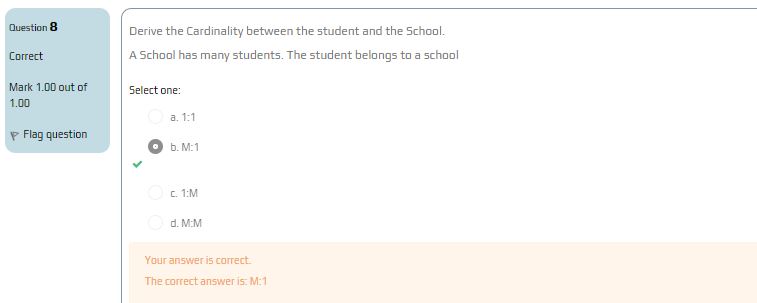 Question 8
Correct
Mark 1.00 out of
1.00
Flag question
Derive the Cardinality between the student and the School.
A School has many students. The student belongs to a school
Select one:
a. 1:1
b. M:1
c. 1:M
d. M:M
Your answer is correct.
The correct answer is: M:1